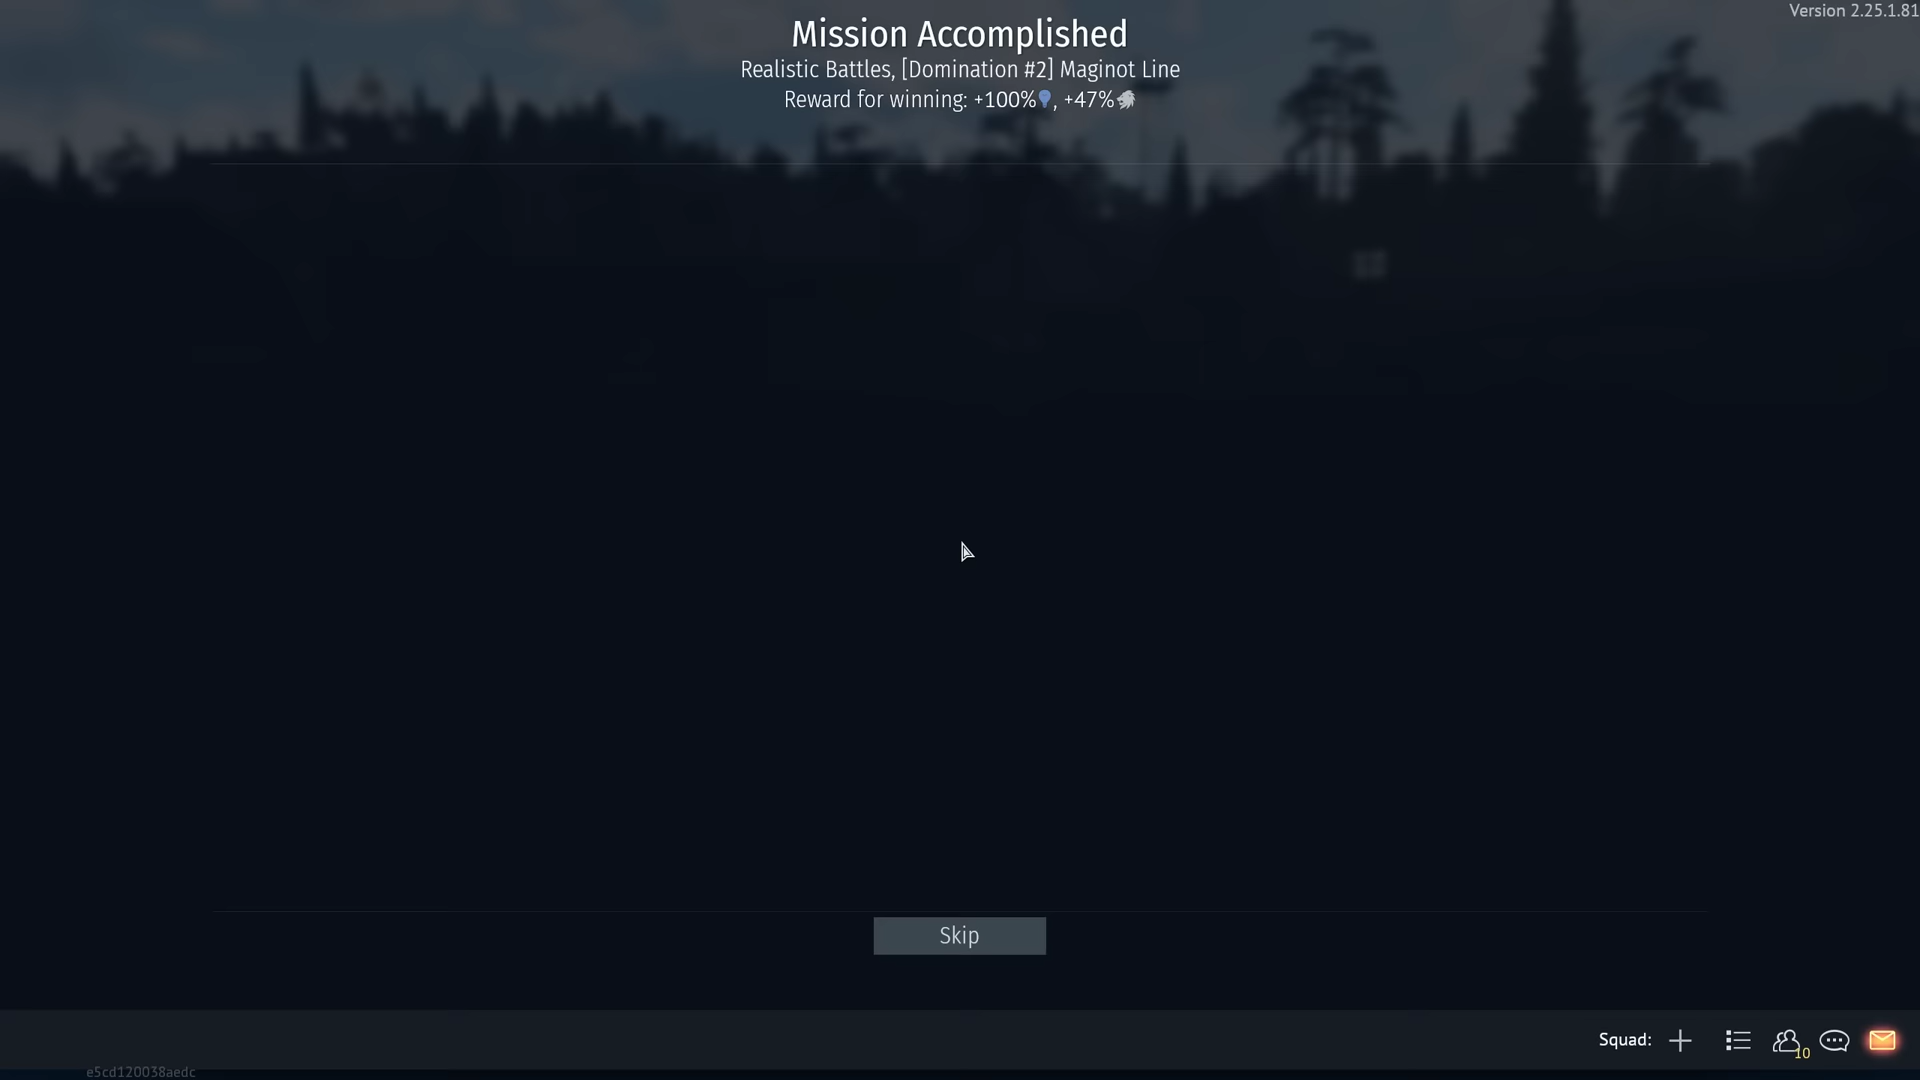 Version 2.25.1.81
Mission Accomplished
Realistic Battles, [Domination #2] Maginot Line
Reward for winning: +100%, +47%
Skip
Squad:
10
e5cd120038aedc